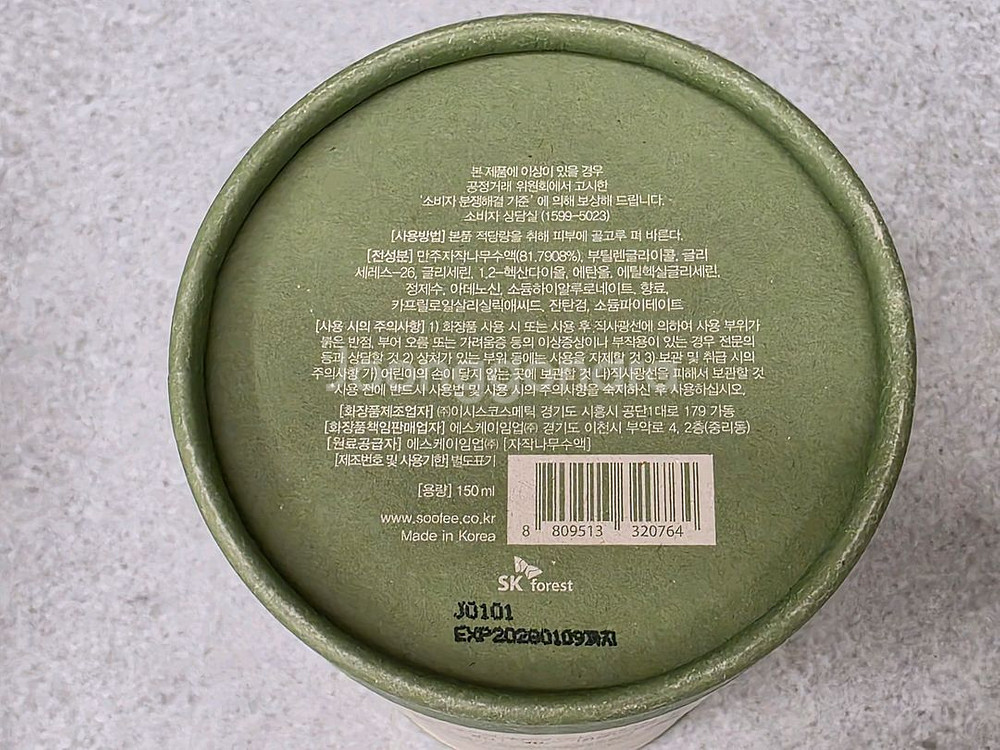 본 제품에 이상이 있을 경우
공정거래 위원회에서 고시한
'소비자 분쟁해결 기준' 에 의해 보상해 드립니다.
소비자 상담실 (1599-5023)
[사용방법] 본품 적당량을 취해 피부에 골고루 펴 바른다.
[전성분] 만주자작나무수액(81.7908%), 부틸렌글라이콜, 글리
세레스-26, 글리세린, 1,2-헥산다이올, 에탄올, 에틸헥실글리세린,
정제수, 아데노신, 소듐하이알루로네이트, 향료,
카프릴로일살리실릭애씨드, 잔탄검, 소듐파이테이트
[사용 시의 주의사항] 1) 화장품 사용 시 또는 사용 후 직사광선에 의하여 사용 부위가
붉은 반점, 부어 오름 또는 가려움증 등의 이상증상이나 부작용이 있는 경우 전문의
등과 상담할 것 2) 상처가 있는 부위 등에는 사용을 자제할 것 3) 보관 및 취급 시의
주의사항 가) 어린이의 손이 닿지 않는 곳에 보관할 것 나)직사광선을 피해서 보관할 것
사용 전에 반드시 사용법 및 사용 시의 주의사항을 숙지하신 후 사용하십시오.
[화장품제조업자] ㈜이시스코스메틱 경기도 시흥시 공단1대로 179 가동
[화장품책임판매업자] 에스케이임업㈜ 경기도 이천시 부악로 4, 2층(중리동)
[원료공급자] 에스케이임업㈜ [자작나무수액]
[제조번호 및 사용기한] 별도표기
[용량] 150 ml
www.soofee.co.kr
Made in Korea
8 809513 320764
SK forest
J0101
EXP20280109까지